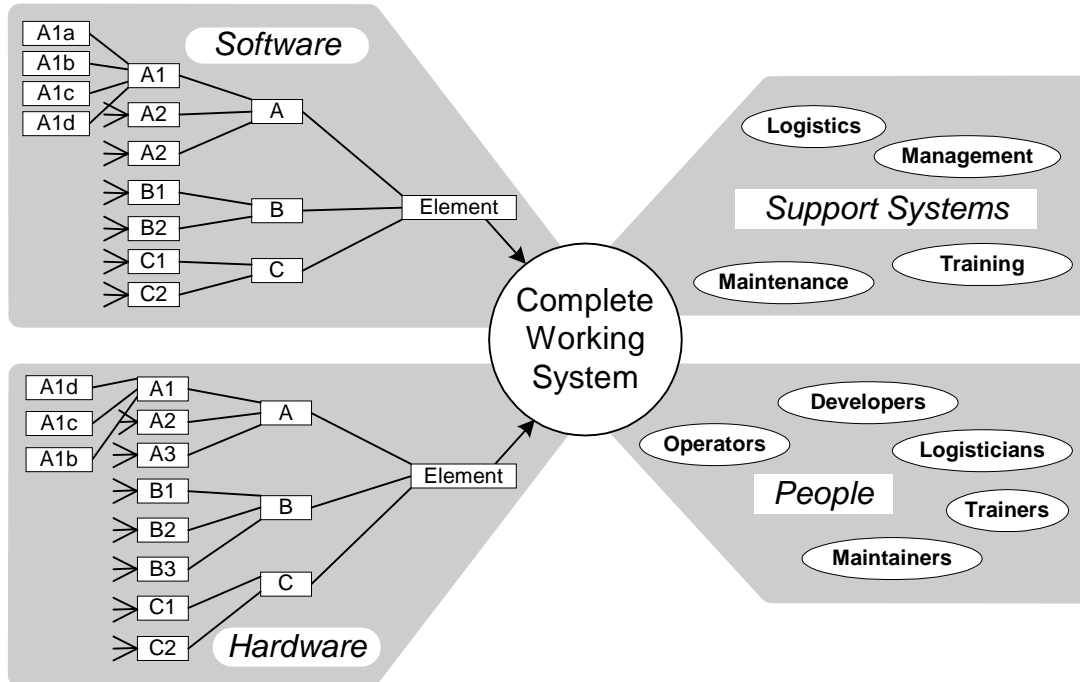 Software
A1a
A1b
A1c
A1d
A1
A2
A2
B1
B2
C1
C2
A
B
C
Element
Complete
Working
System
Support Systems
Logistics
Management
Maintenance
Training
Hardware
A1d
A1c
A1b
A1
A2
A3
B1
B2
B3
C1
C2
A
B
C
Element
People
Developers
Operators
Logisticians
Trainers
Maintainers